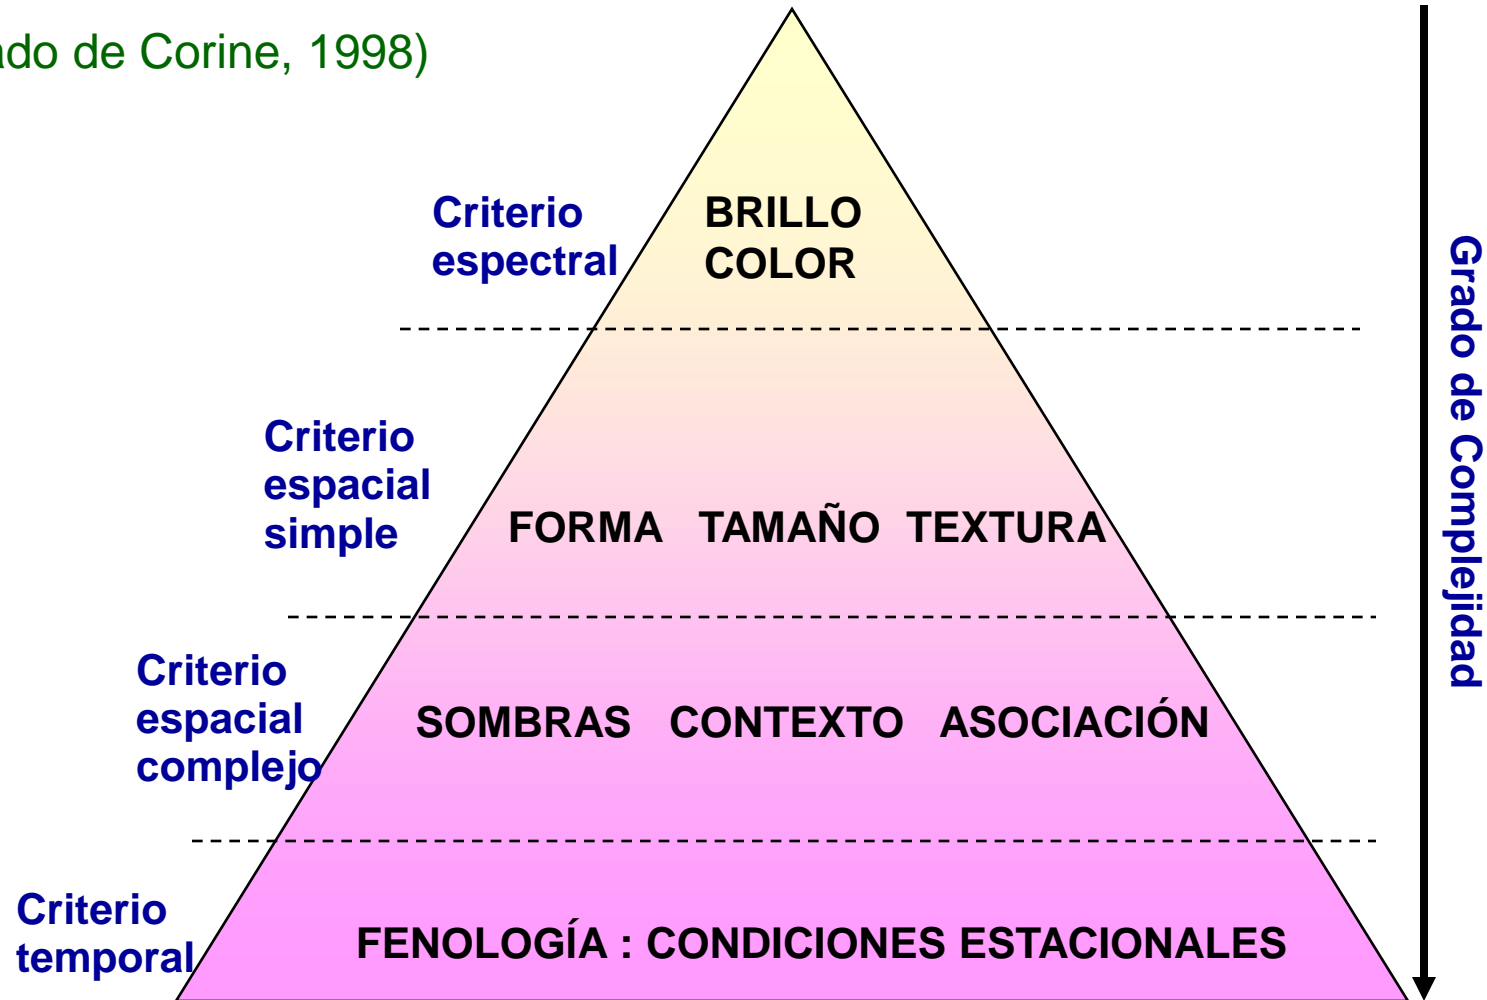 de Corine, 1998)
Criterio
espectral
BRILLO
COLOR
Criterio
espacial
simple
FORMA TAMAÑO TEXTURA
Criterio
espacial
complejo
SOMBRAS CONTEXTO ASOCIACIÓN
Criterio
temporal
FENOLOGÍA : CONDICIONES ESTACIONALES
Grado de Complejidad